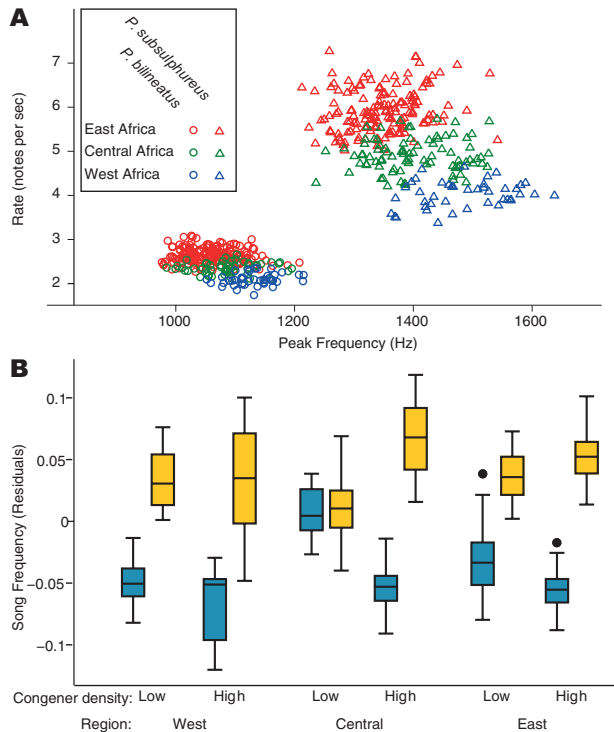 A
P. subsulphureus
P. bilineatus
East Africa
Central Africa
West Africa
Rate (notes per sec)
7
6
5
4
3
2
1000 1200 1400 1600
Peak Frequency (Hz)
B
Song Frequency (Residuals)
0.1
0.05
0
−0.05
−0.1
Congener density: Low High Low High Low High
Region: West Central East